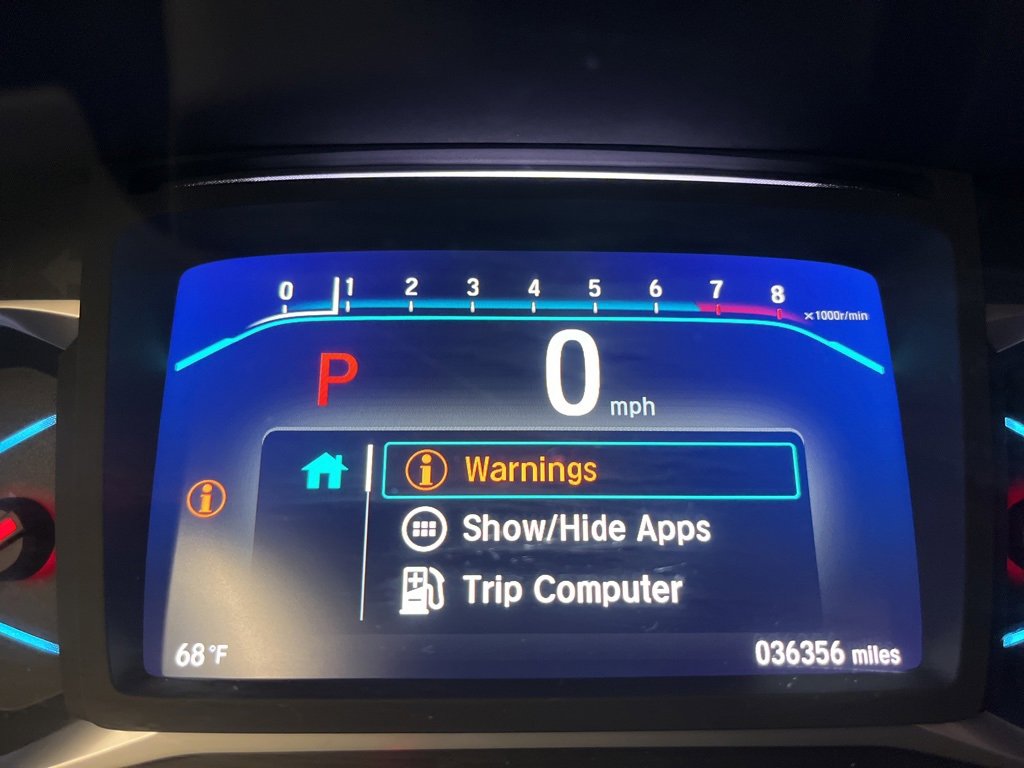 0 1 2 3 4 5 6 7 8 x1000r/min
P 0 mph
i Warnings
i
Show/Hide Apps
Trip Computer
68°F 036356 miles